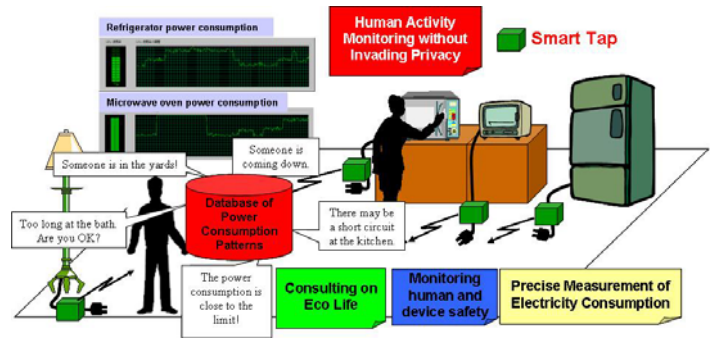 Refrigerator power consumption
Microwave oven power consumption
Human Activity
Monitoring without
Invading Privacy
Smart Tap
Someone is in the yards!
Someone is
coming down.
Too long at the bath.
Are you OK?
Database of
Power
Consumption
Patterns
There may be
a short circuit
at the kitchen.
The power
consumption is
close to the
limit!
Consulting on
Eco Life
Monitoring
human and
device safety
Precise Measurement of
Electricity Consumption